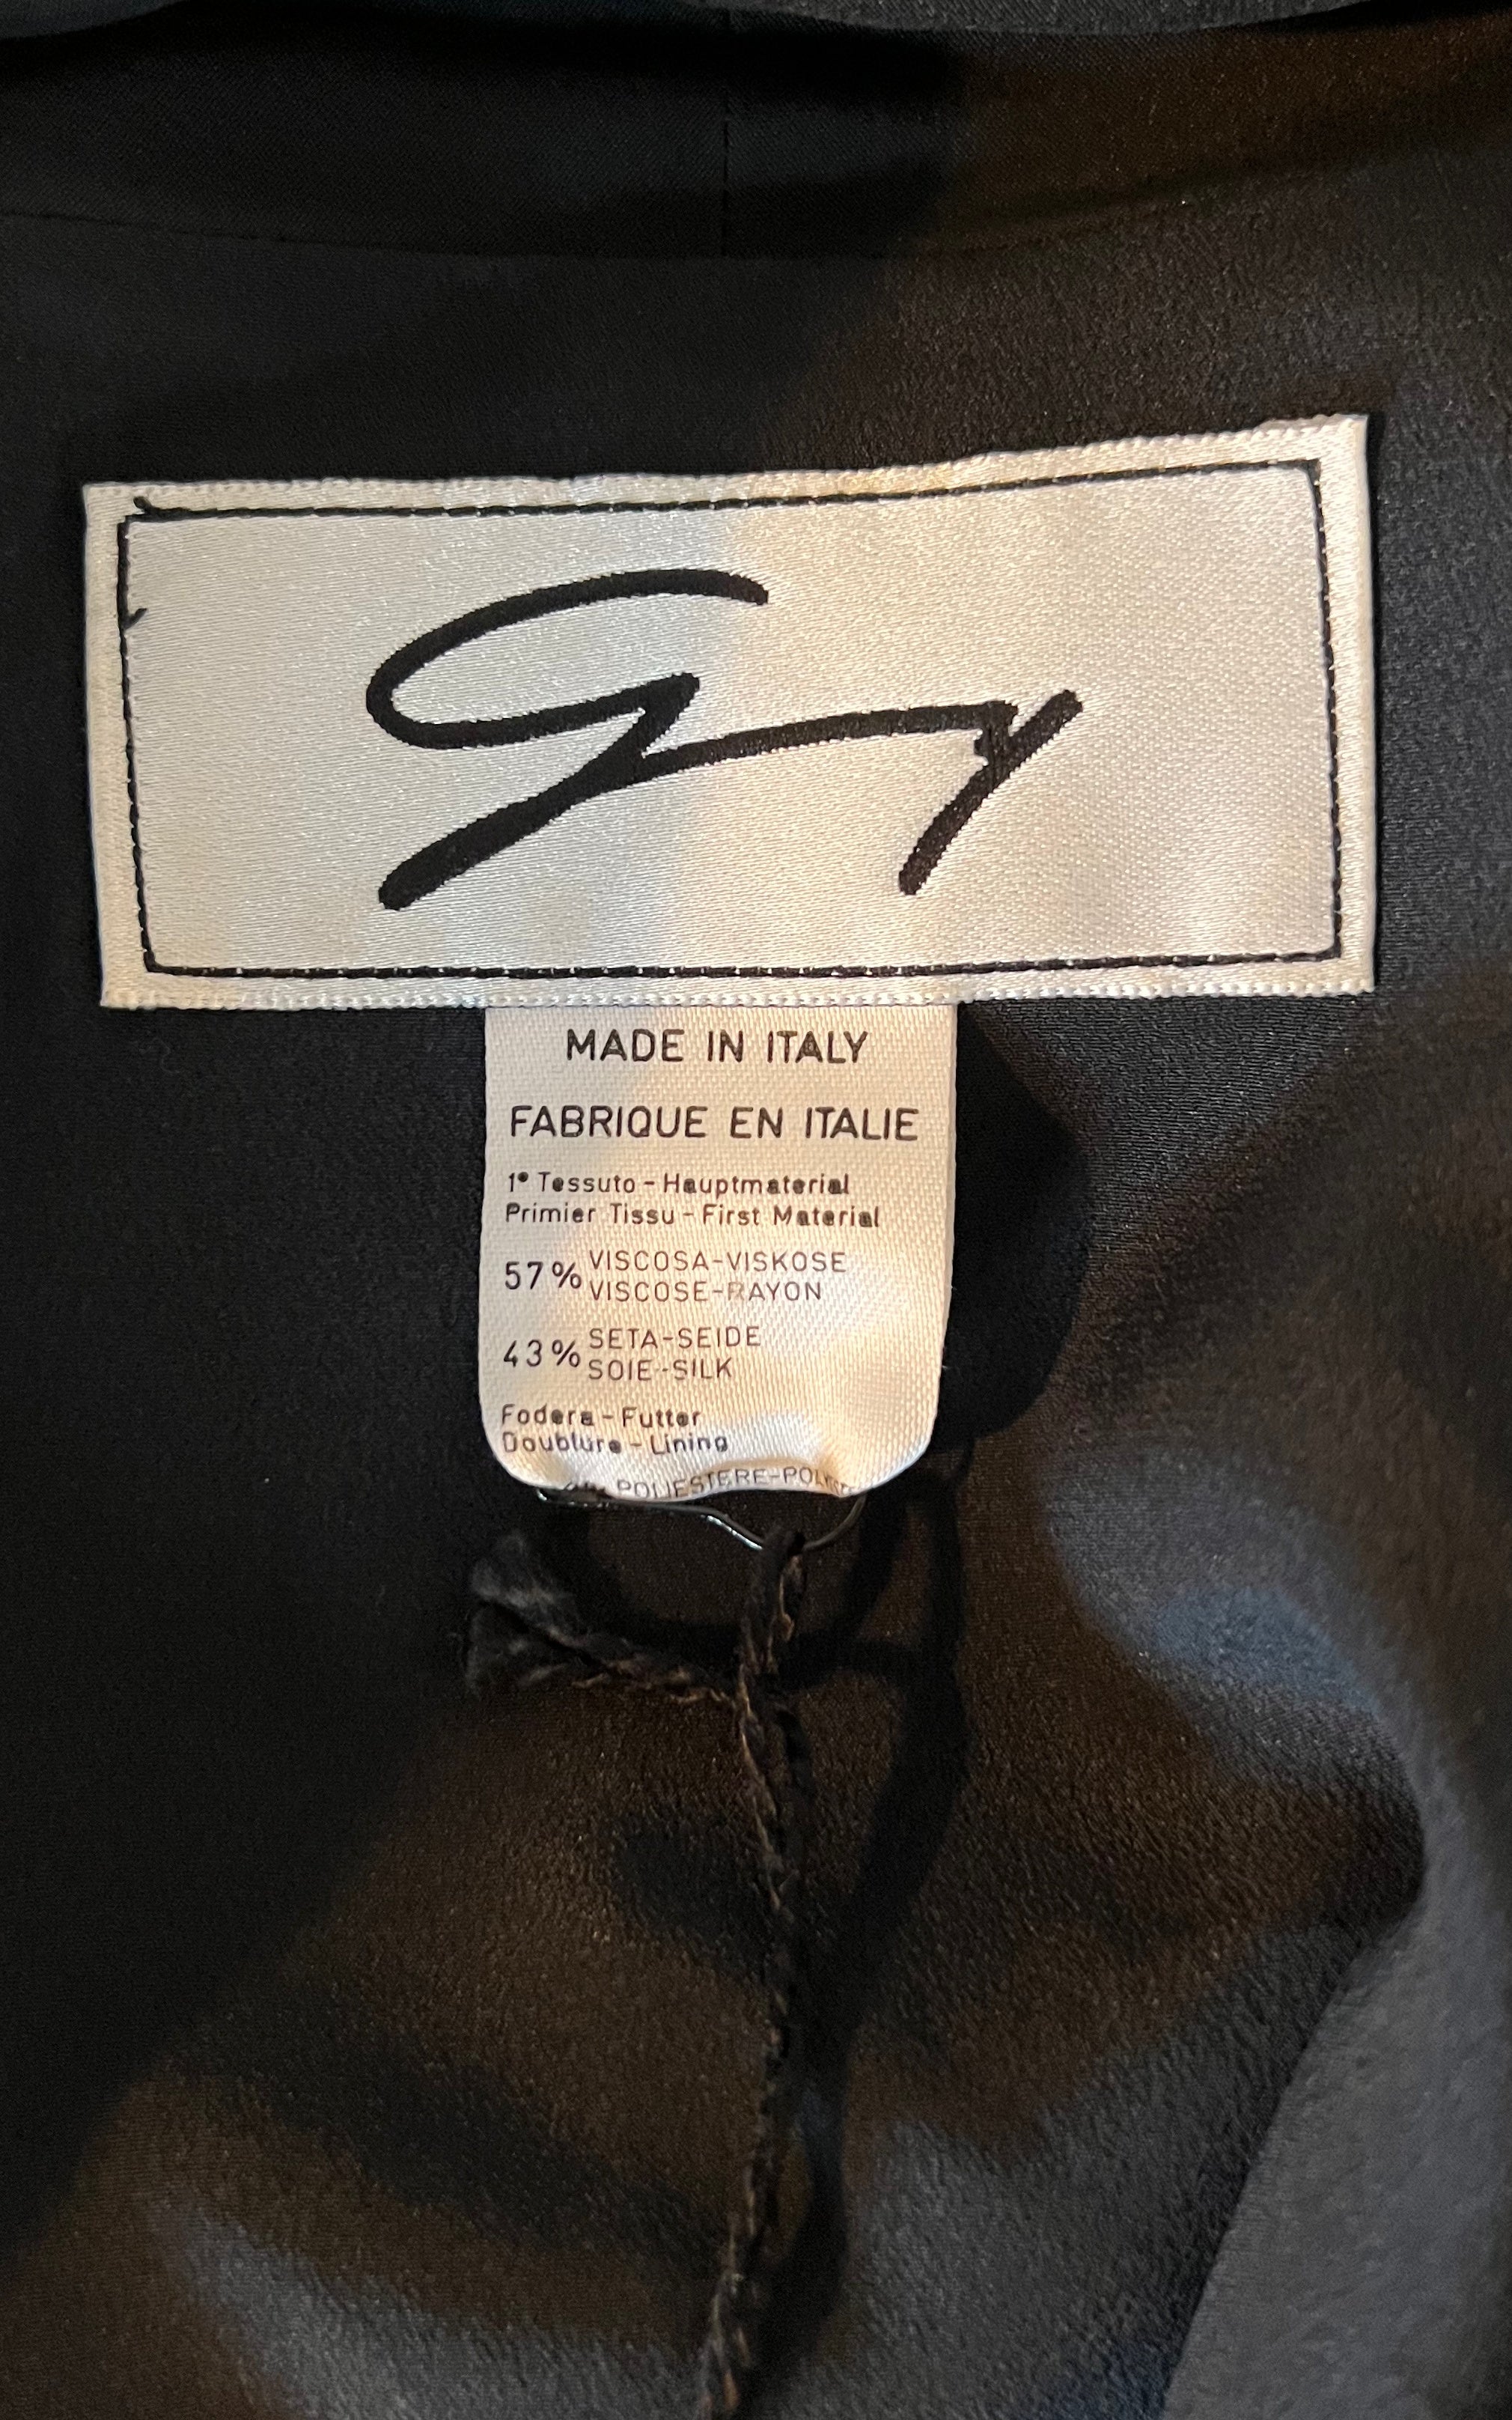 MADE IN ITALY
FABRIQUE EN ITALIE
1° Tessuto - Hauptmaterial
Primier Tissu - First Material
57% VISCOSA-VISKOSE
VISCOSE-RAYON
43% SETA-SEIDE
SOIE-SILK
Fodera - Futter
Doublure - Lining
POLIESTERE-